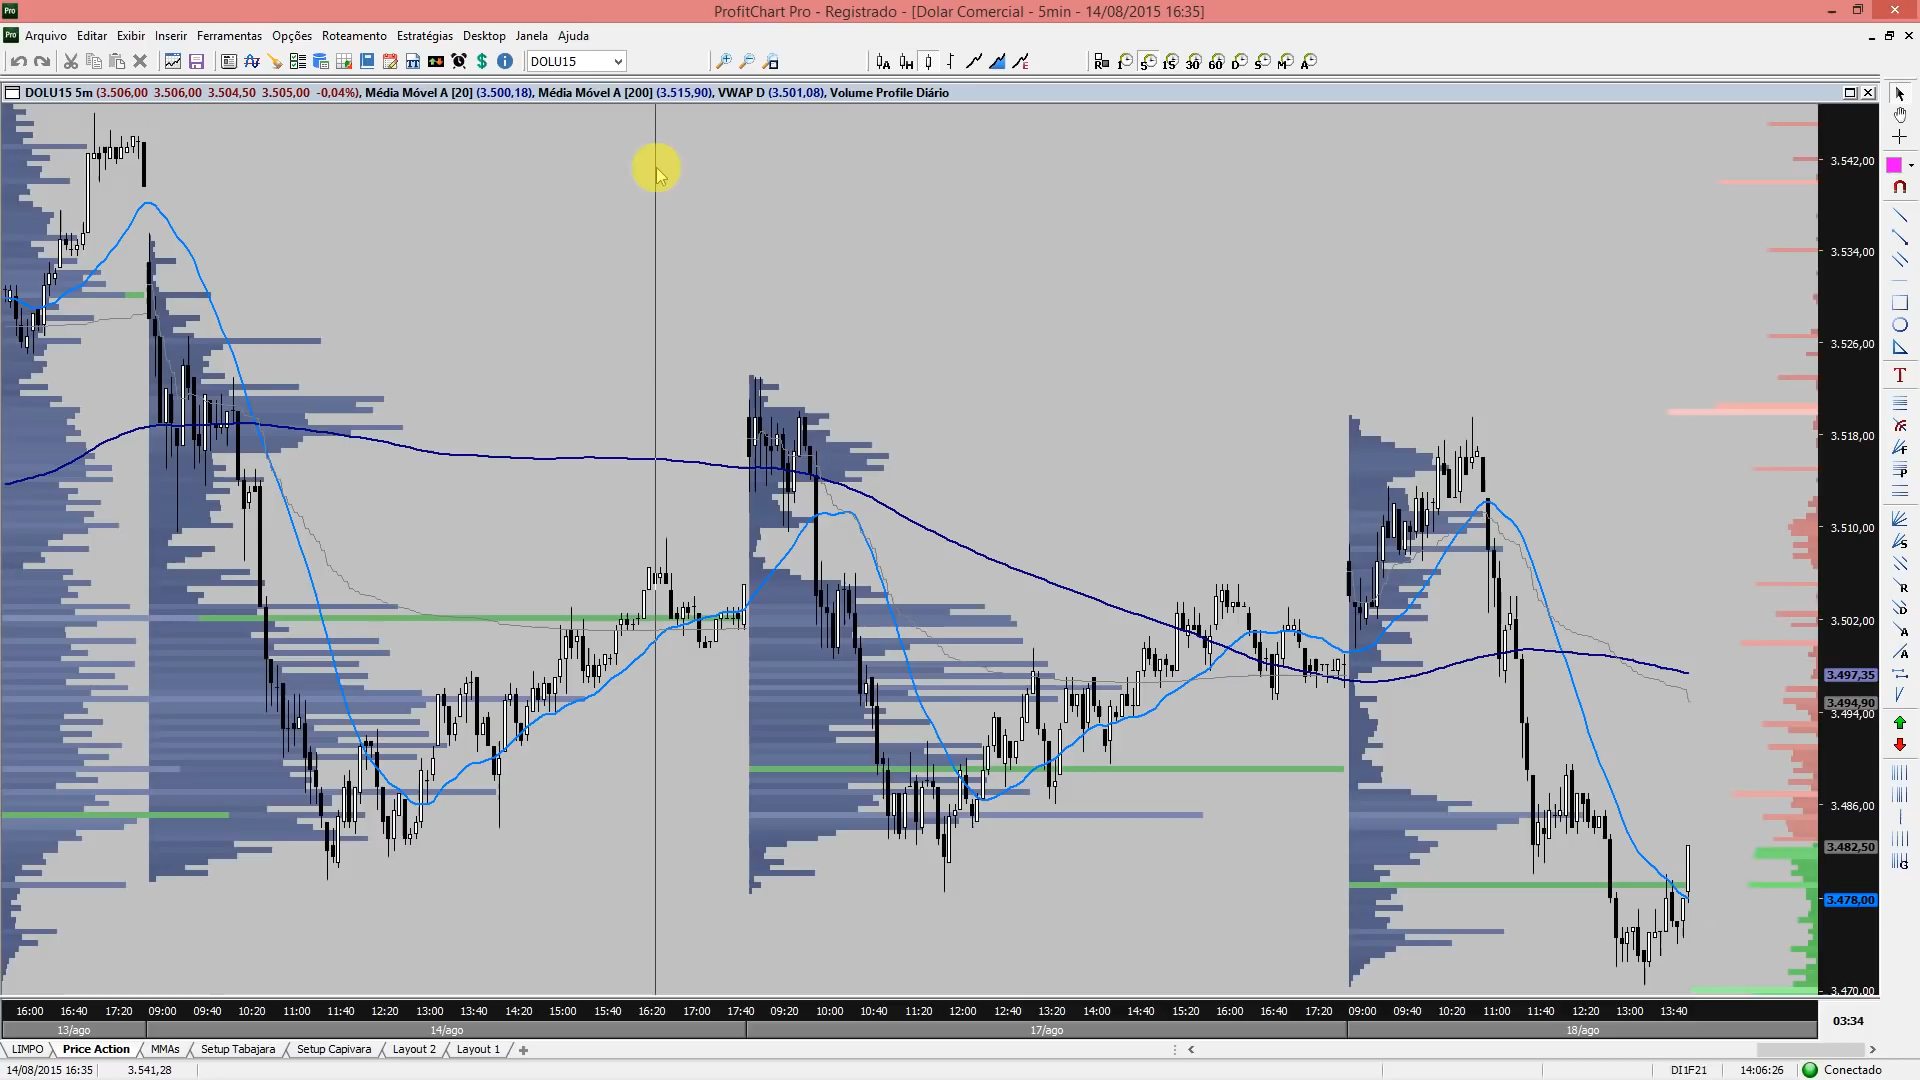 Pro ProfitChart Pro - Registrado - [Dolar Comercial - 5min - 14/08/2015 16:35]
Pro Arquivo Editar Exibir Inserir Ferramentas Opções Roteamento Estratégias Desktop Janela Ajuda
DOLU15
R 1 5 15 30 60 D S M A
DOLU15 5m (3.506,00 3.506,00 3.504,50 3.505,00 -0,04%), Média Móvel A [20] (3.500,18), Média Móvel A [200] (3.515,90), VWAP D (3.501,08), Volume Profile Diário
3.542,00
3.534,00
3.526,00
3.518,00
3.510,00
3.502,00
3.497,35
3.494,90
3.494,00
3.486,00
3.482,50
3.478,00
3.470,00
16:00 16:40 17:20 09:00 09:40 10:20 11:00 11:40 12:20 13:00 13:40 14:20 15:00 15:40 16:20 17:00 17:40 09:20 10:00 10:40 11:20 12:00 12:40 13:20 14:00 14:40 15:20 16:00 16:40 17:20 09:00 09:40 10:20 11:00 11:40 12:20 13:00 13:40
13/ago 14/ago 17/ago 18/ago
03:34
LIMPO Price Action MMAs Setup Tabajara Setup Capivara Layout 2 Layout 1
14/08/2015 16:35 3.541,28 DI1F21 14:06:26 Conectado